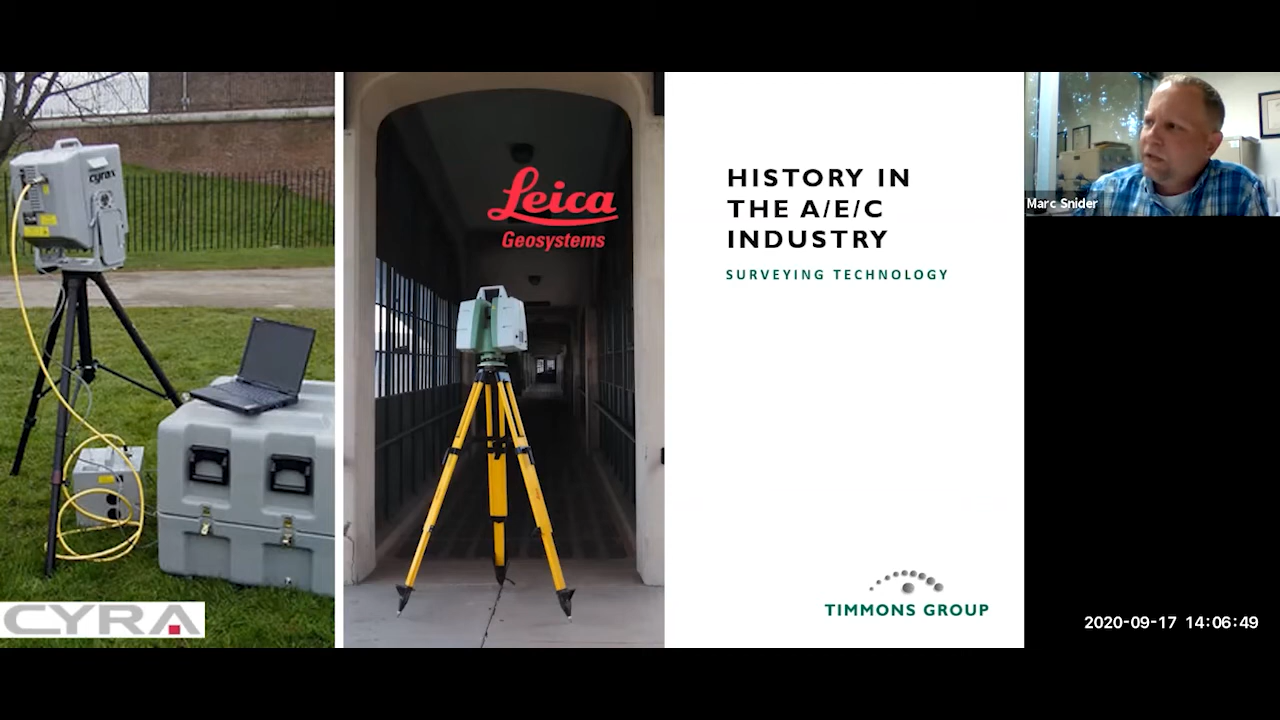 cyrax
CYRA
Leica
Geosystems
HISTORY IN
THE A/E/C
INDUSTRY
SURVEYING TECHNOLOGY
TIMMONS GROUP
Marc Snider
2020-09-17 14:06:49